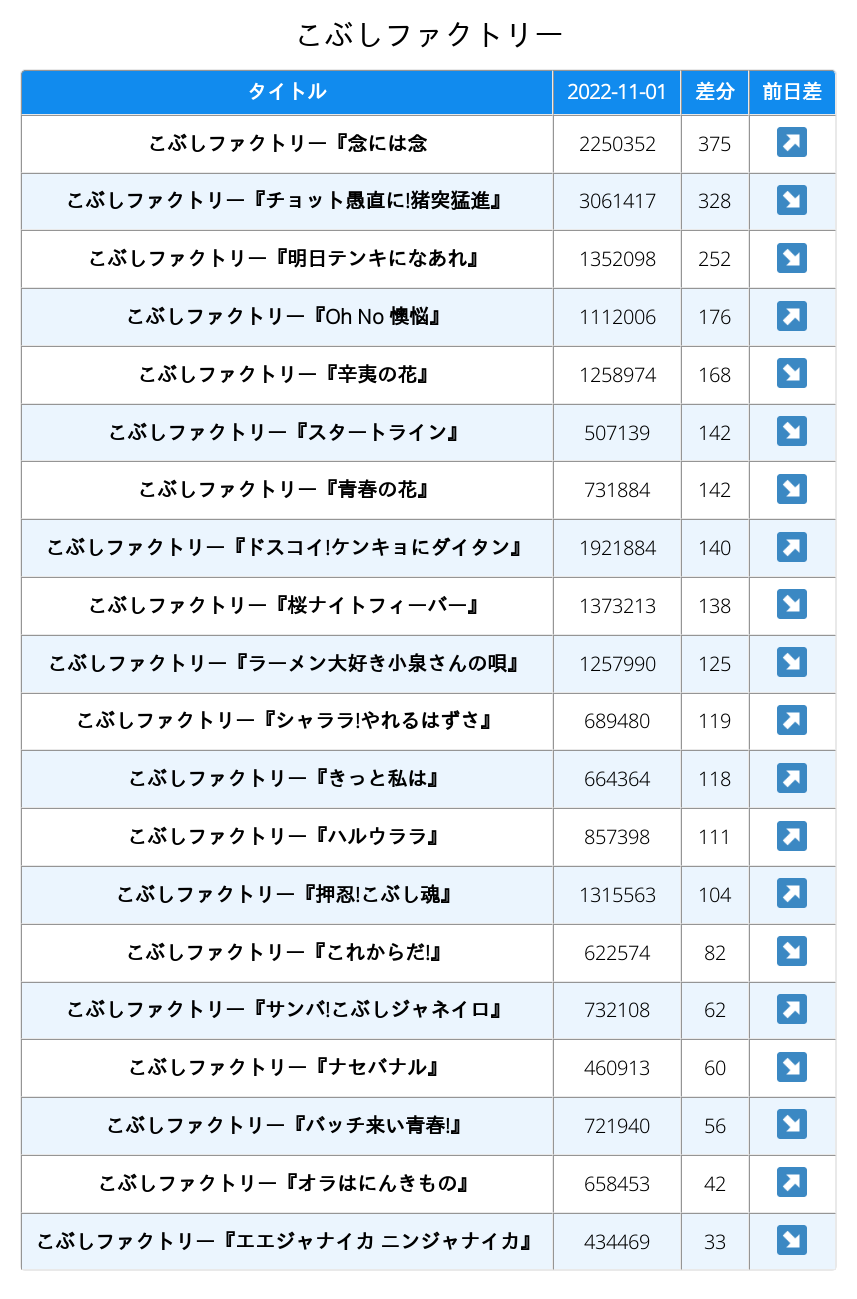 こぶしファクトリー
タイトル 2022-11-01 差分 前日差
こぶしファクトリー『念には念 2250352 375 ↗
こぶしファクトリー『チョット愚直に!猪突猛進』 3061417 328 ↘
こぶしファクトリー『明日テンキになあれ』 1352098 252 ↘
こぶしファクトリー『Oh No 懊悩』 1112006 176 ↗
こぶしファクトリー『辛夷の花』 1258974 168 ↘
こぶしファクトリー『スタートライン』 507139 142 ↘
こぶしファクトリー『青春の花』 731884 142 ↘
こぶしファクトリー『ドスコイ!ケンキョにダイタン』 1921884 140 ↗
こぶしファクトリー『桜ナイトフィーバー』 1373213 138 ↘
こぶしファクトリー『ラーメン大好き小泉さんの唄』 1257990 125 ↘
こぶしファクトリー『シャララ!やれるはずさ』 689480 119 ↗
こぶしファクトリー『きっと私は』 664364 118 ↗
こぶしファクトリー『ハルウララ』 857398 111 ↗
こぶしファクトリー『押忍!こぶし魂』 1315563 104 ↗
こぶしファクトリー『これからだ!』 622574 82 ↘
こぶしファクトリー『サンバ!こぶしジャネイロ』 732108 62 ↗
こぶしファクトリー『ナセバナル』 460913 60 ↘
こぶしファクトリー『バッチ来い青春!』 721940 56 ↘
こぶしファクトリー『オラはにんきもの』 658453 42 ↗
こぶしファクトリー『エエジャナイカ ニンジャナイカ』 434469 33 ↘